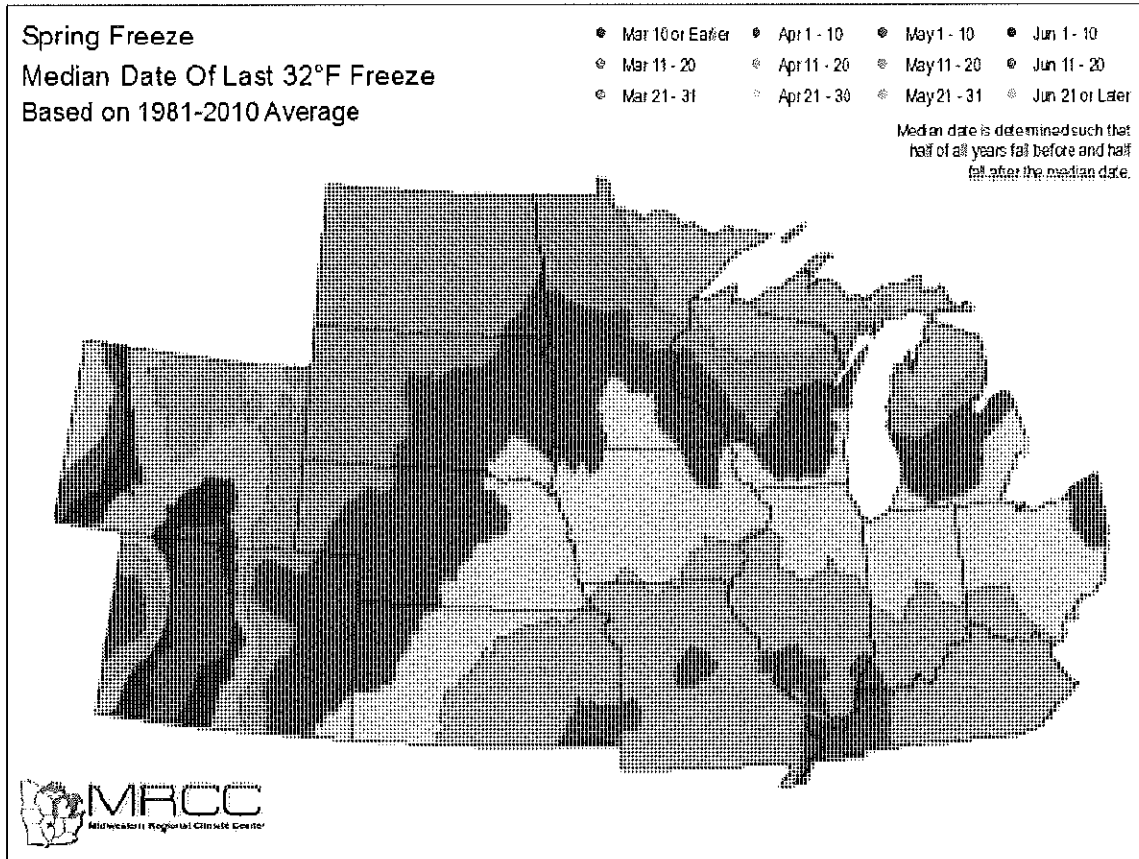 Spring Freeze
Median Date Of Last 32°F Freeze
Based on 1981-2010 Average
Mar 10 or Earlier Apr 1 - 10 May 1 - 10 Jun 1 - 10
Mar 11 - 20 Apr 11 - 20 May 11 - 20 Jun 11 - 20
Mar 21 - 31 Apr 21 - 30 May 21 - 31 Jun 21 or Later
Median date is determined such that
half of all years fall before and half
fall after the median date.
MRCC
Midwestern Regional Climate Center